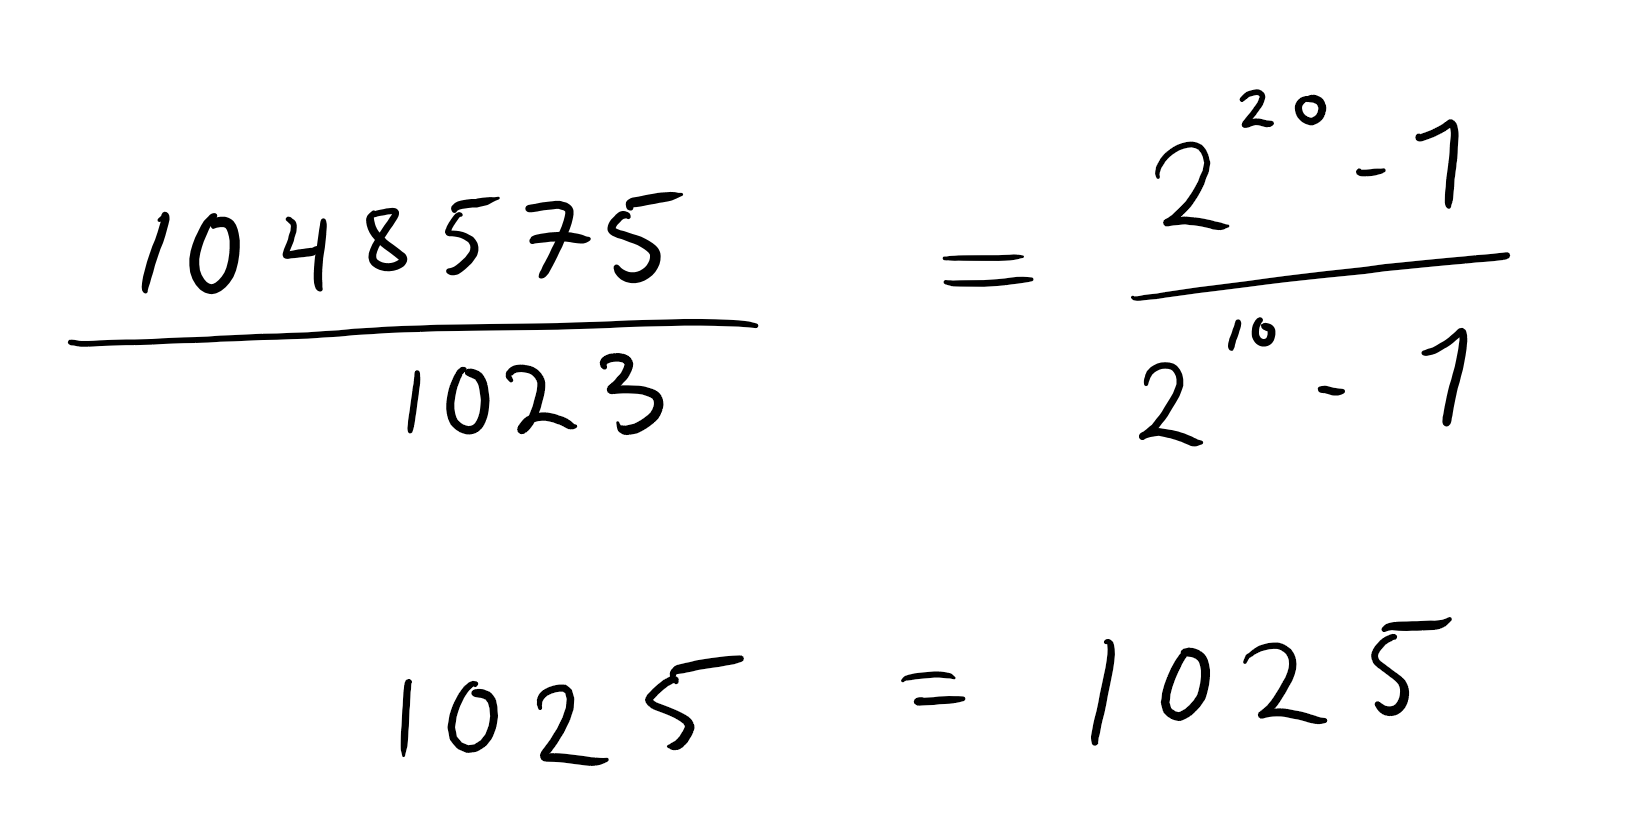 1048575/1023 = (2^20 - 1)/(2^10 - 1)
1025 = 1025